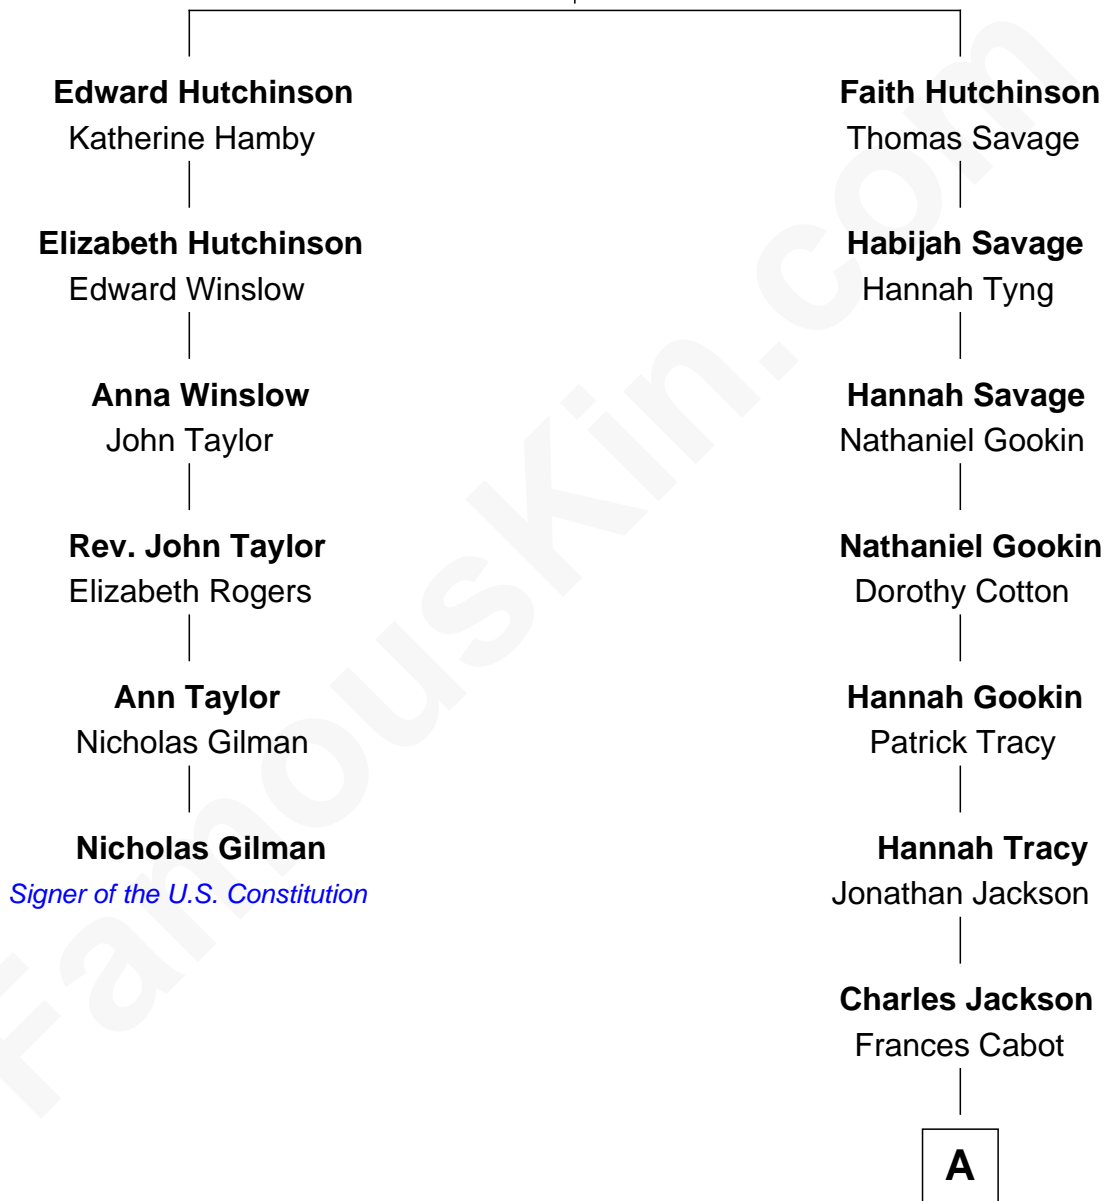 Edward Hutchinson
Katherine Hamby
Elizabeth Hutchinson
Edward Winslow
Anna Winslow
John Taylor
Rev. John Taylor
Elizabeth Rogers
Ann Taylor
Nicholas Gilman
Nicholas Gilman
Signer of the U.S. Constitution
Faith Hutchinson
Thomas Savage
Habijah Savage
Hannah Tyng
Hannah Savage
Nathaniel Gookin
Nathaniel Gookin
Dorothy Cotton
Hannah Gookin
Patrick Tracy
Hannah Tracy
Jonathan Jackson
Charles Jackson
Frances Cabot
A
FamousKin.com